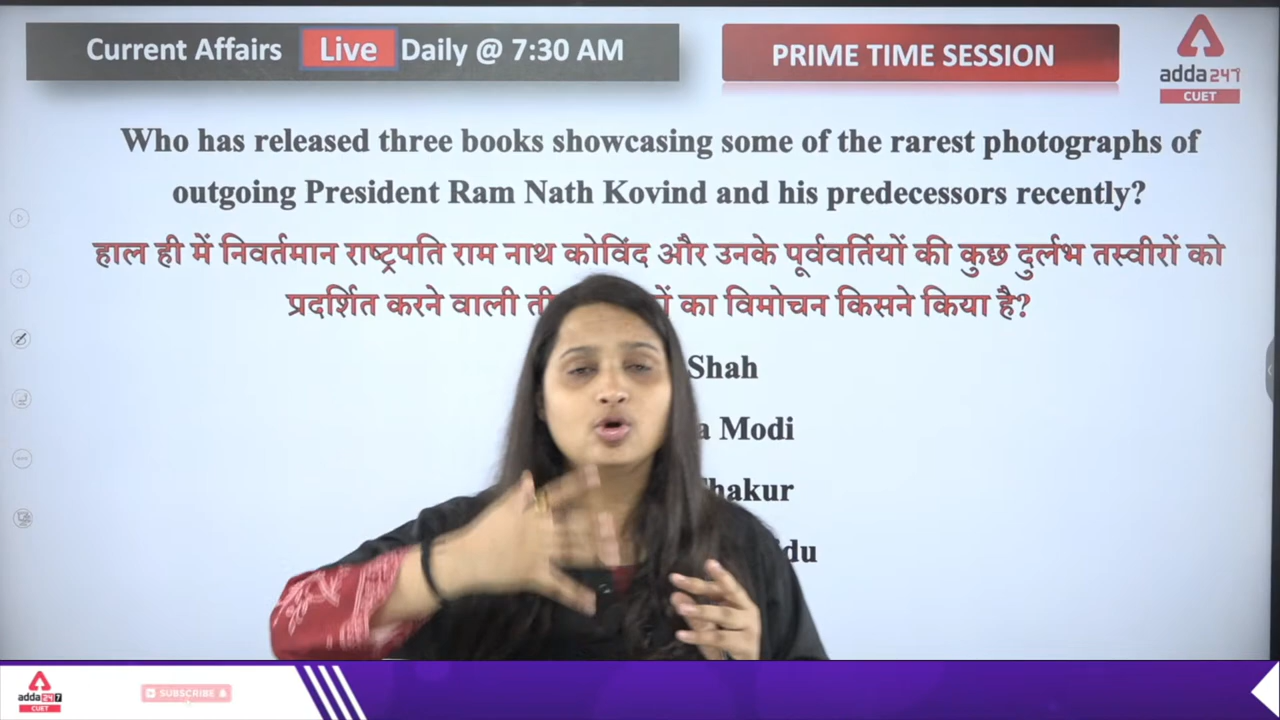 Current Affairs Live Daily @ 7:30 AM
PRIME TIME SESSION
adda247
CUET
Who has released three books showcasing some of the rarest photographs of
outgoing President Ram Nath Kovind and his predecessors recently?
हाल ही में निवर्तमान राष्ट्रपति राम नाथ कोविंद और उनके पूर्ववर्तियों की कुछ दुर्लभ तस्वीरों को
प्रदर्शित करने वाली का विमोचन किसने किया है?
Shah
Modi
adda247
CUET
SUBSCRIBE